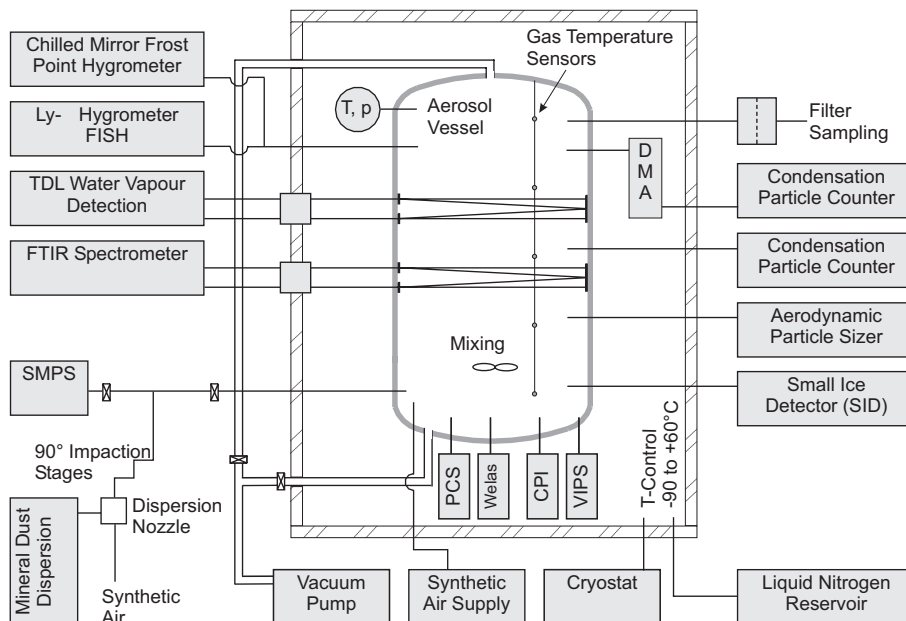 Chilled Mirror Frost
Point Hygrometer
Ly-   Hygrometer
FISH
TDL Water Vapour
Detection
FTIR Spectrometer
SMPS
90° Impaction
Stages
Mineral Dust
Dispersion
Dispersion
Nozzle
Synthetic
Air
T, p
Aerosol
Vessel
Gas Temperature
Sensors
Mixing
PCS
Welas
CPI
VIPS
T-Control
-90 to +60°C
D
M
A
Filter
Sampling
Condensation
Particle Counter
Condensation
Particle Counter
Aerodynamic
Particle Sizer
Small Ice
Detector (SID)
Vacuum
Pump
Synthetic
Air Supply
Cryostat
Liquid Nitrogen
Reservoir